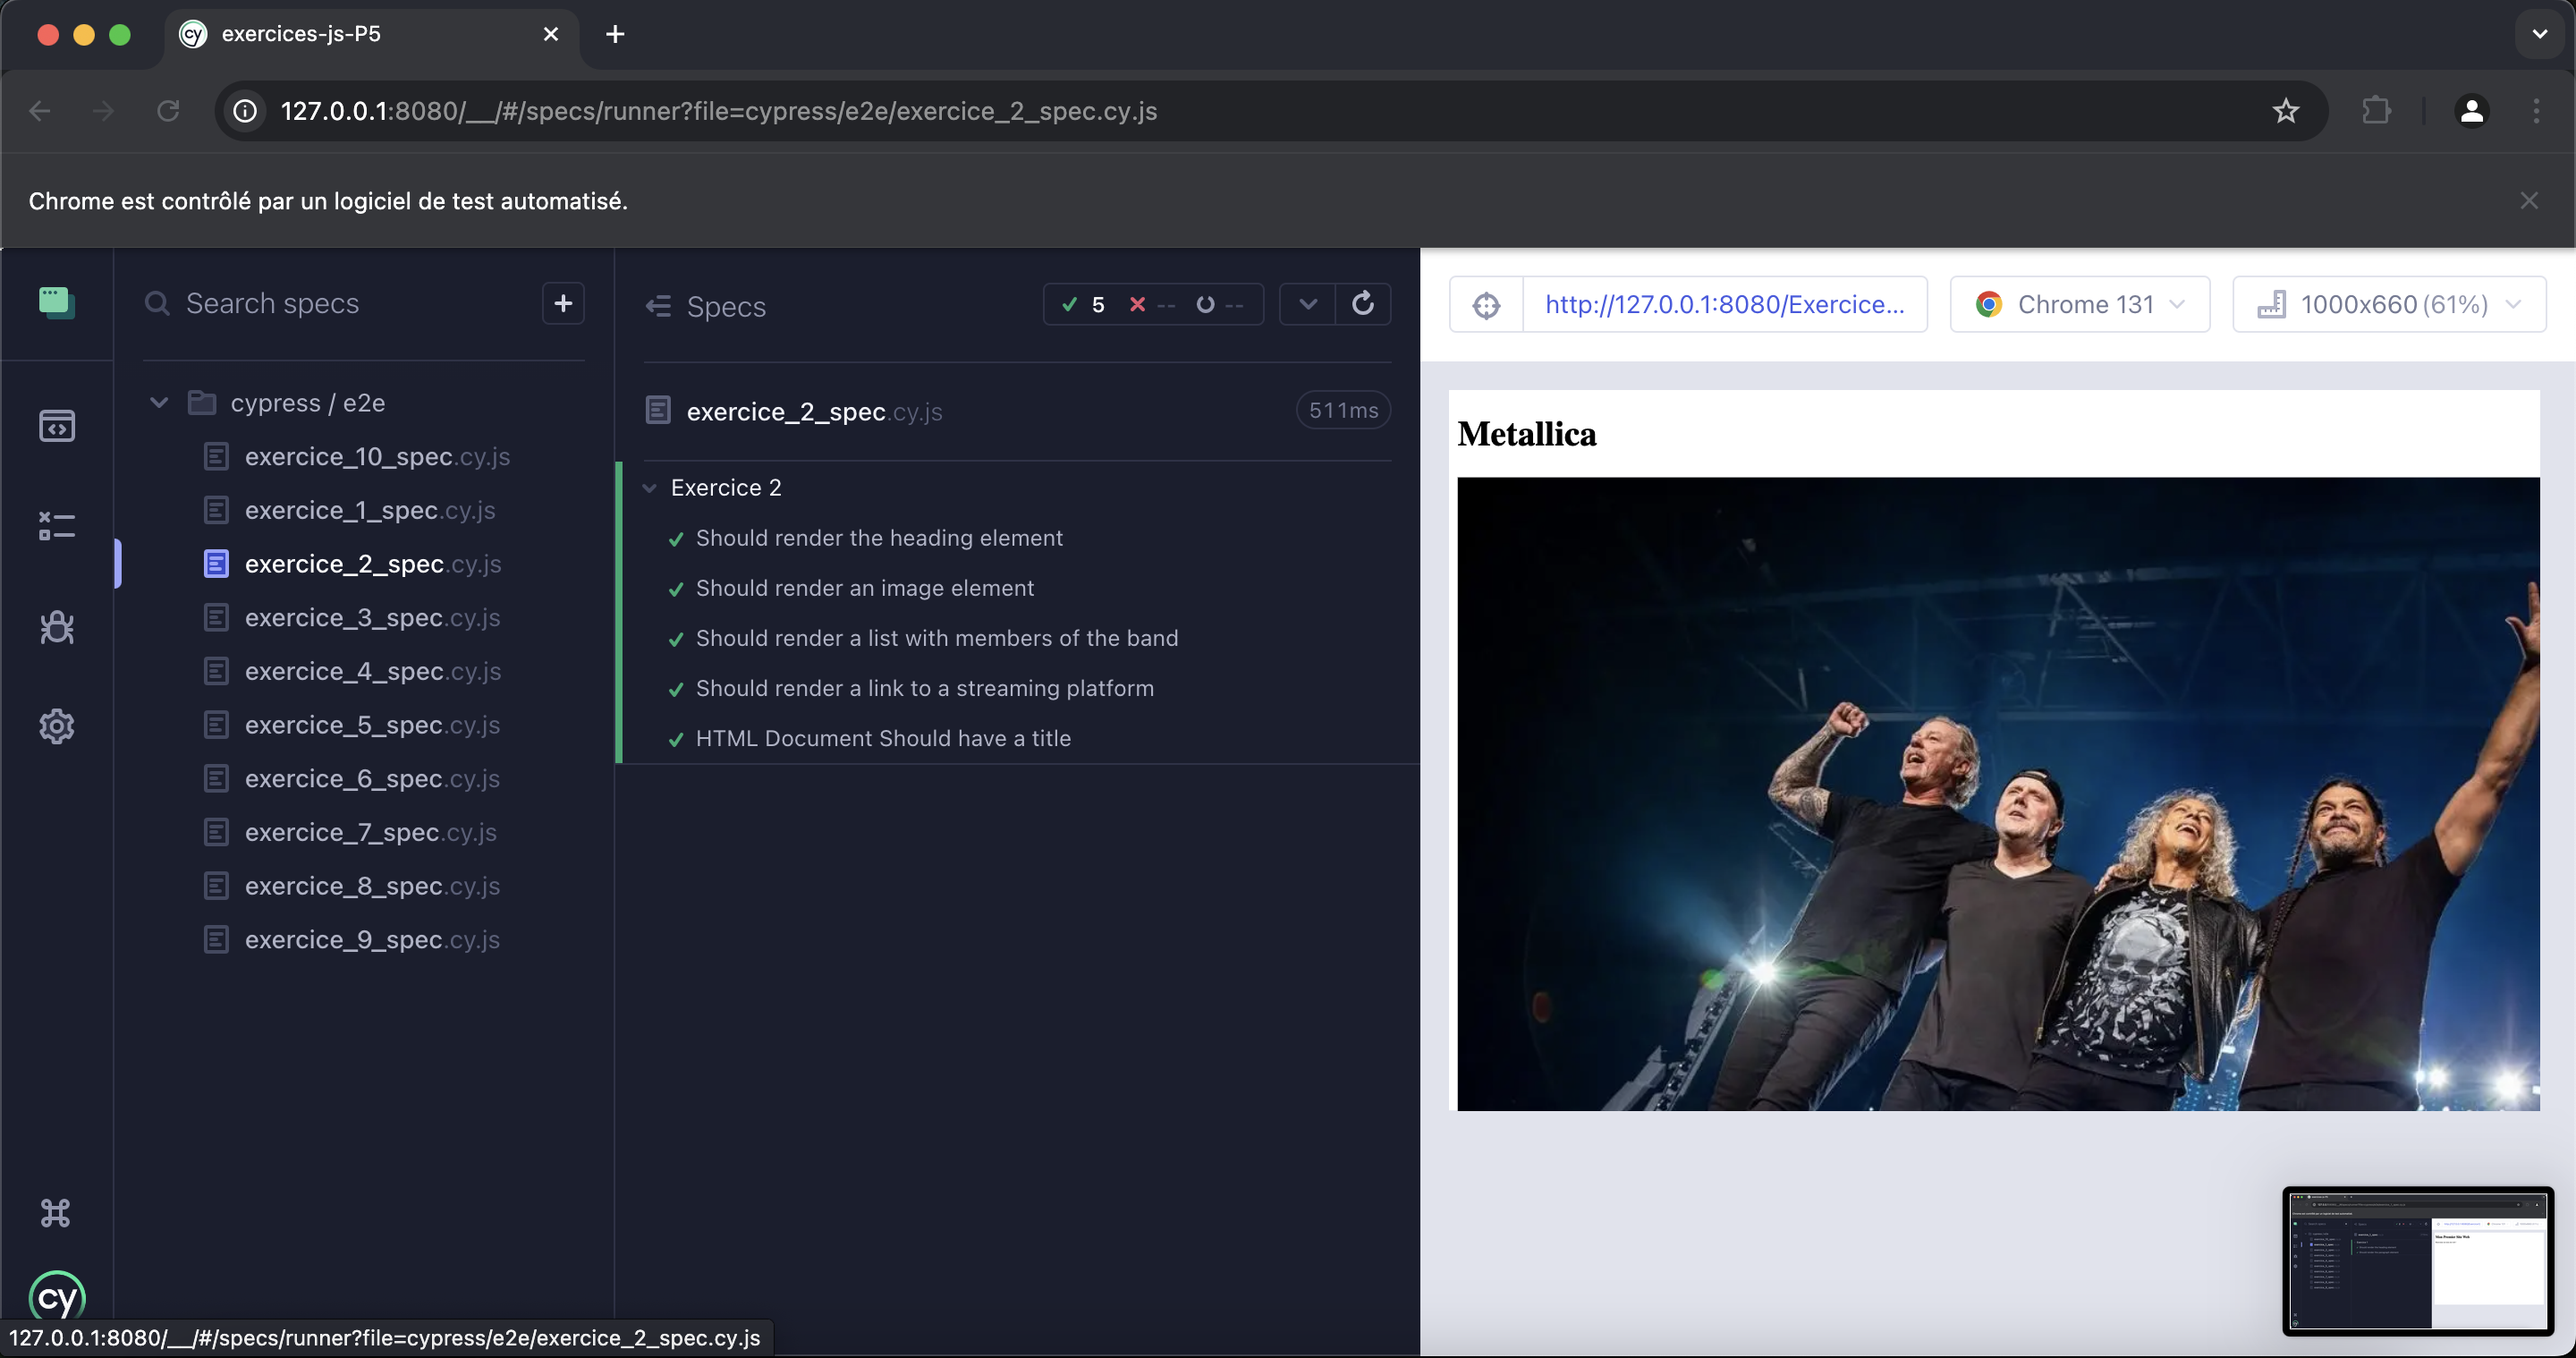 exercices-js-P5
127.0.0.1:8080/__/#/specs/runner?file=cypress/e2e/exercice_2_spec.cy.js
Chrome est contrôlé par un logiciel de test automatisé.
Search specs
cypress / e2e
exercice_10_spec.cy.js
exercice_1_spec.cy.js
exercice_2_spec.cy.js
exercice_3_spec.cy.js
exercice_4_spec.cy.js
exercice_5_spec.cy.js
exercice_6_spec.cy.js
exercice_7_spec.cy.js
exercice_8_spec.cy.js
exercice_9_spec.cy.js
cy
Specs
5 -- --
exercice_2_spec.cy.js 511ms
Exercice 2
Should render the heading element
Should render an image element
Should render a list with members of the band
Should render a link to a streaming platform
HTML Document Should have a title
http://127.0.0.1:8080/Exercice... Chrome 131 1000x660 (61%)
Metallica
127.0.0.1:8080/__/#/specs/runner?file=cypress/e2e/exercice_2_spec.cy.js